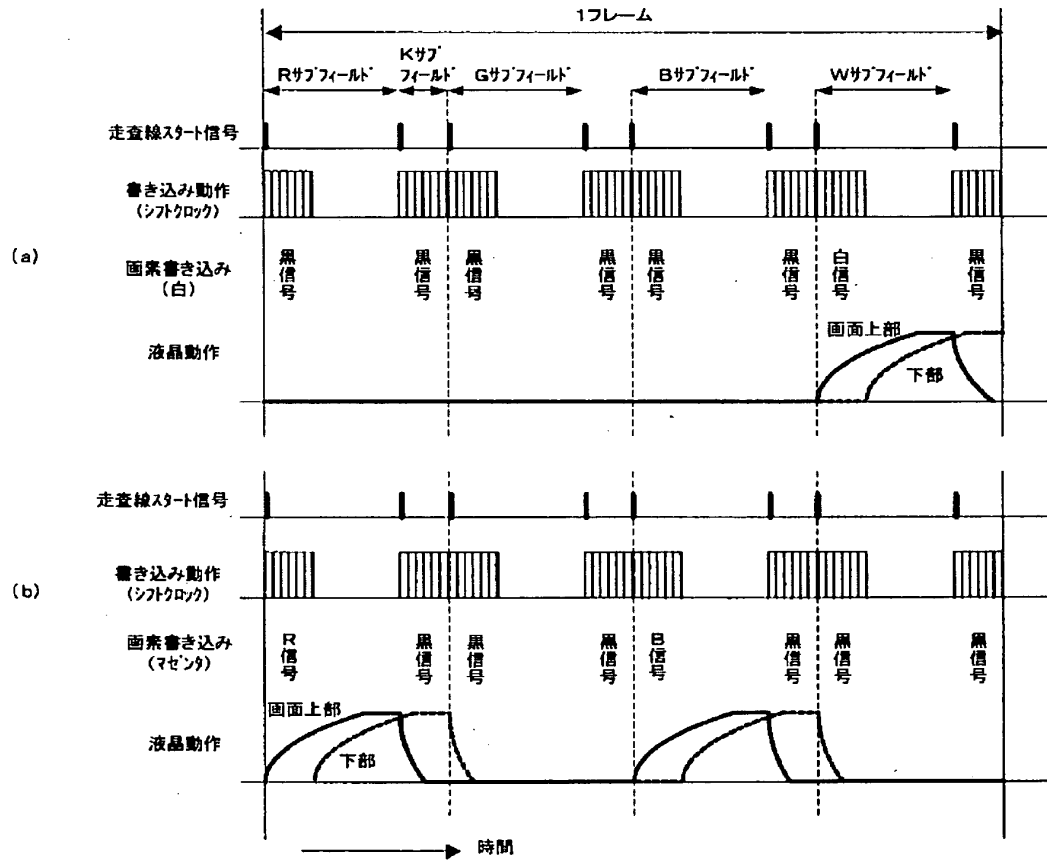 1フレーム
Kサブ
フィールド
Rサブフィールド
Gサブフィールド
Bサブフィールド
Wサブフィールド
走査線スタート信号
書き込み動作
(シフトクロック)
(a)
画素書き込み
(白)
黒信号
黒信号
黒信号
黒信号
黒信号
黒信号
白信号
黒信号
液晶動作
画面上部
下部
走査線スタート信号
書き込み動作
(シフトクロック)
(b)
画素書き込み
(マゼンタ)
R信号
黒信号
黒信号
黒信号
B信号
黒信号
黒信号
黒信号
液晶動作
画面上部
下部
時間